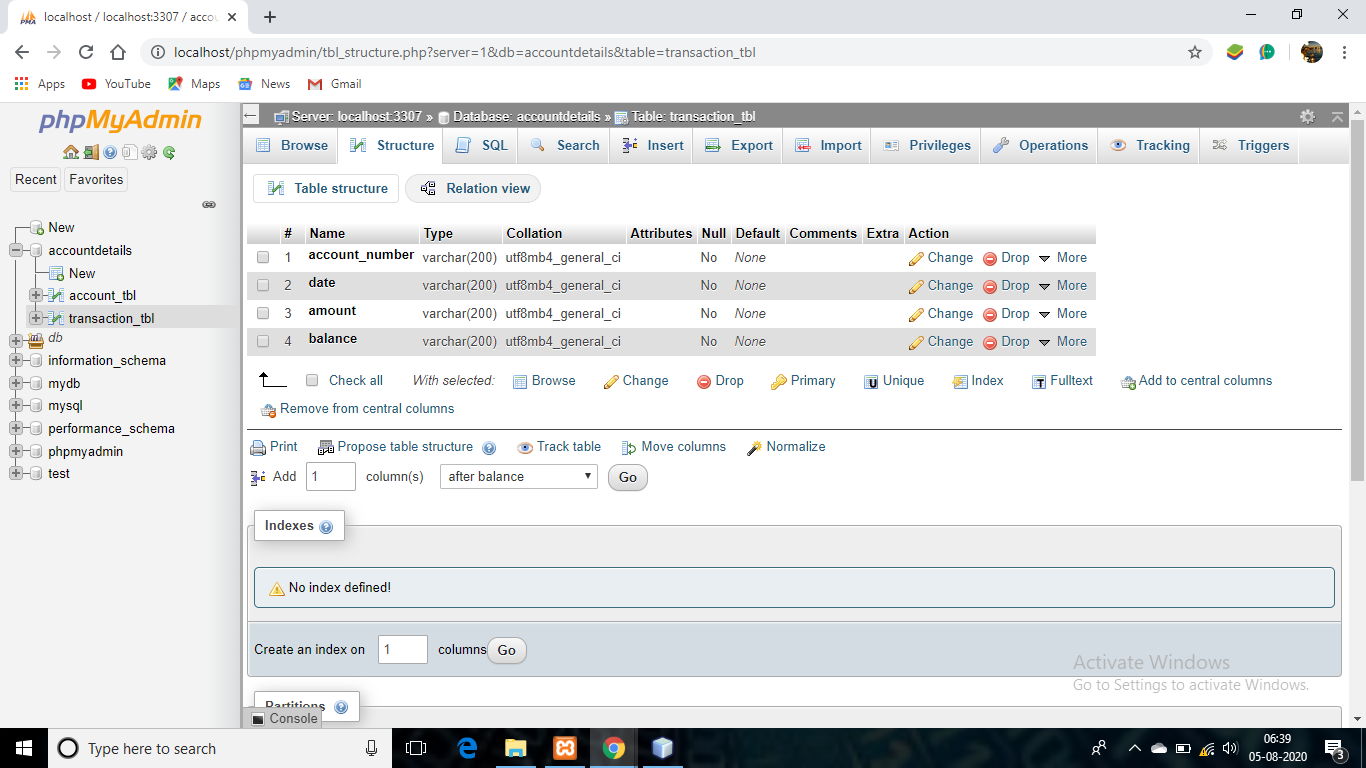 localhost / localhost:3307 / accou
localhost/phpmyadmin/tbl_structure.php?server=1&db=accountdetails&table=transaction_tbl
Apps YouTube Maps News Gmail
phpMyAdmin
Recent Favorites
New
accountdetails
New
account_tbl
transaction_tbl
db
information_schema
mydb
mysql
performance_schema
phpmyadmin
test
Server: localhost:3307 » Database: accountdetails » Table: transaction_tbl
Browse Structure SQL Search Insert Export Import Privileges Operations Tracking Triggers
Table structure Relation view
# Name Type Collation Attributes Null Default Comments Extra Action
1 account_number varchar(200) utf8mb4_general_ci No None Change Drop More
2 date varchar(200) utf8mb4_general_ci No None Change Drop More
3 amount varchar(200) utf8mb4_general_ci No None Change Drop More
4 balance varchar(200) utf8mb4_general_ci No None Change Drop More
Check all With selected: Browse Change Drop Primary Unique Index Fulltext Add to central columns
Remove from central columns
Print Propose table structure Track table Move columns Normalize
Add 1 column(s) after balance Go
Indexes
No index defined!
Create an index on 1 columns Go
Partitions
Console
Activate Windows
Go to Settings to activate Windows.
Type here to search
06:39
05-08-2020
3